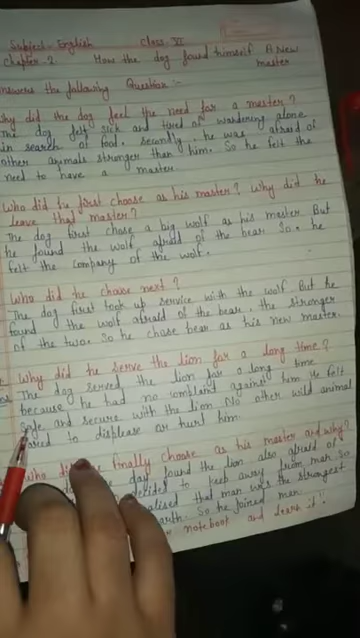 Subject - English Class - VI
Chapter-2 How the dog found himself A New
master
Answers the following Question :-
Why did the dog feel the need for a master?
The dog felt sick and tired of wandering alone
in search of food. Secondly, he was afraid of
other animals stronger than him. So he felt the
need to have a master.
Who did he first choose as his master? Why did he
leave that master?
The dog first chose a big wolf as his master. But
he found the wolf afraid of the bear So. he
felt the company of the wolf.
Who did he choose next?
The dog first took up service with the wolf But he
found the wolf afraid of the bear, the stronger
of the two. So he chose bear as his new master.
Why did he serve the lion for a long time?
The dog served the lion for a long time
because he had no complaint against him. He felt
safe and secure with the lion. No other wild animal
dared to displease or hurt him.
Who did he finally choose as his master and why?
day found the lion also afraid of
decided to keep away from man. So
realised that man was the strongest
earth. So he joined man.
notebook and learn it !!